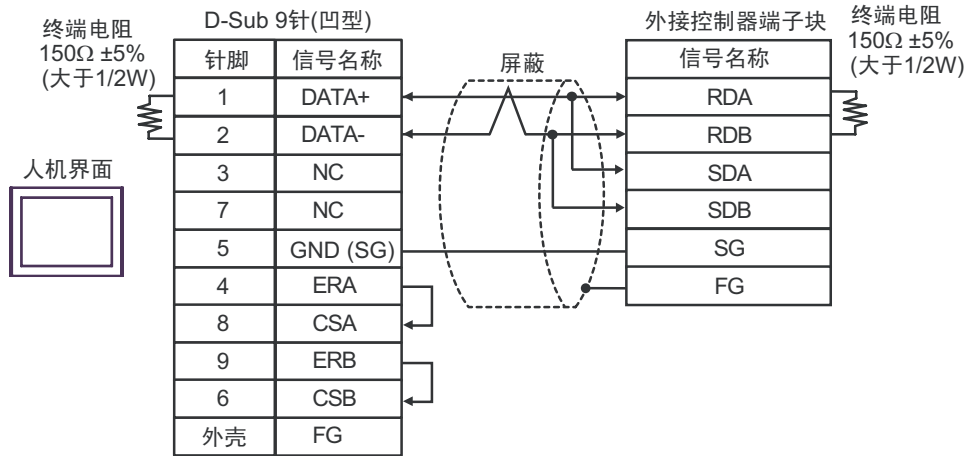 D-Sub 9针(凹型)
外接控制器端子块
终端电阻
150Ω ±5%
(大于1/2W)
终端电阻
150Ω ±5%
(大于1/2W)
针脚 信号名称
屏蔽
信号名称
1 DATA+
RDA
2 DATA-
RDB
人机界面
3 NC
SDA
7 NC
SDB
5 GND (SG)
SG
4 ERA
FG
8 CSA
9 ERB
6 CSB
外壳 FG